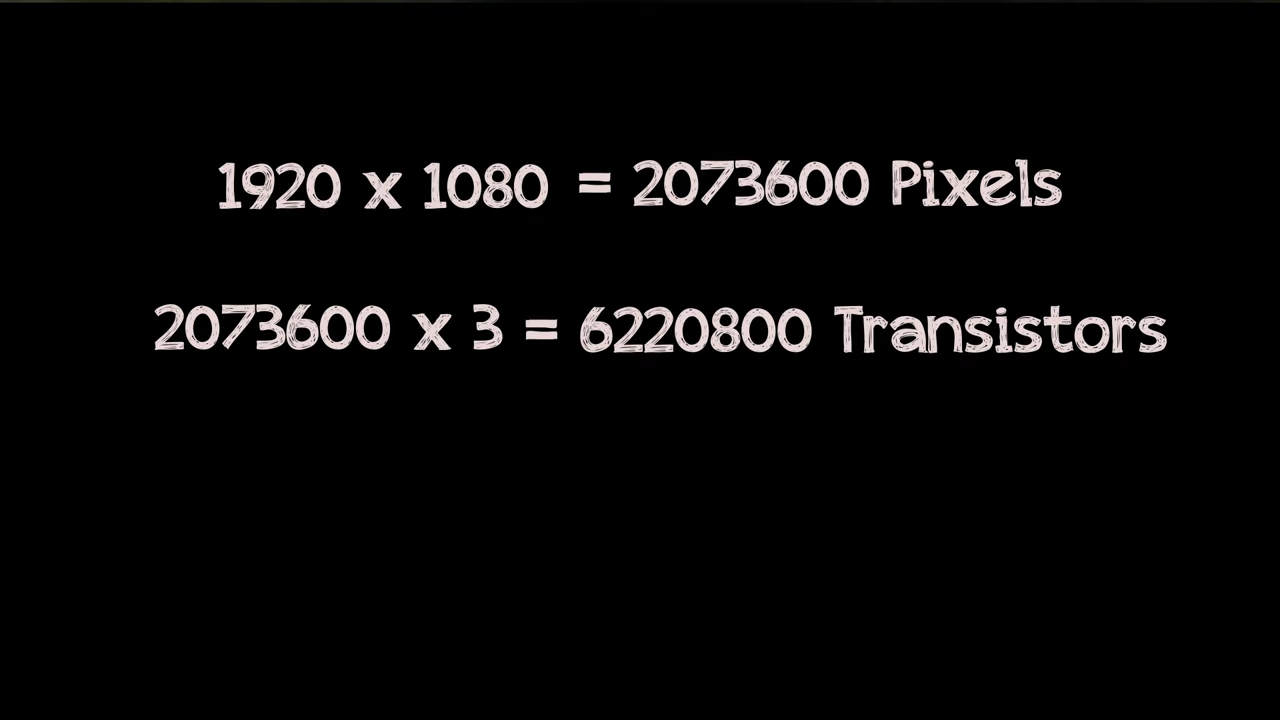 1920 x 1080 = 2073600 Pixels
2073600 x 3 = 6220800 Transistors